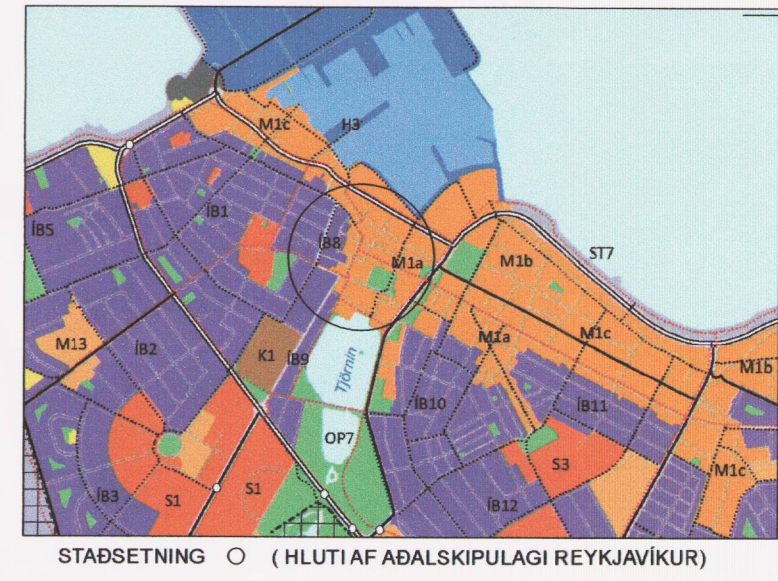 M1c
H3
ÍB1
ÍB5
ÍB8
M1a
M1b
ST7
M13
ÍB2
K1
ÍB9
Tjörnin
M1a
M1c
M1b
ÍB10
ÍB11
OP7
S3
M1c
ÍB3
S1
S1
ÍB12
STAÐSETNING ( HLUTI AF AÐALSKIPULAGI REYKJAVÍKUR)